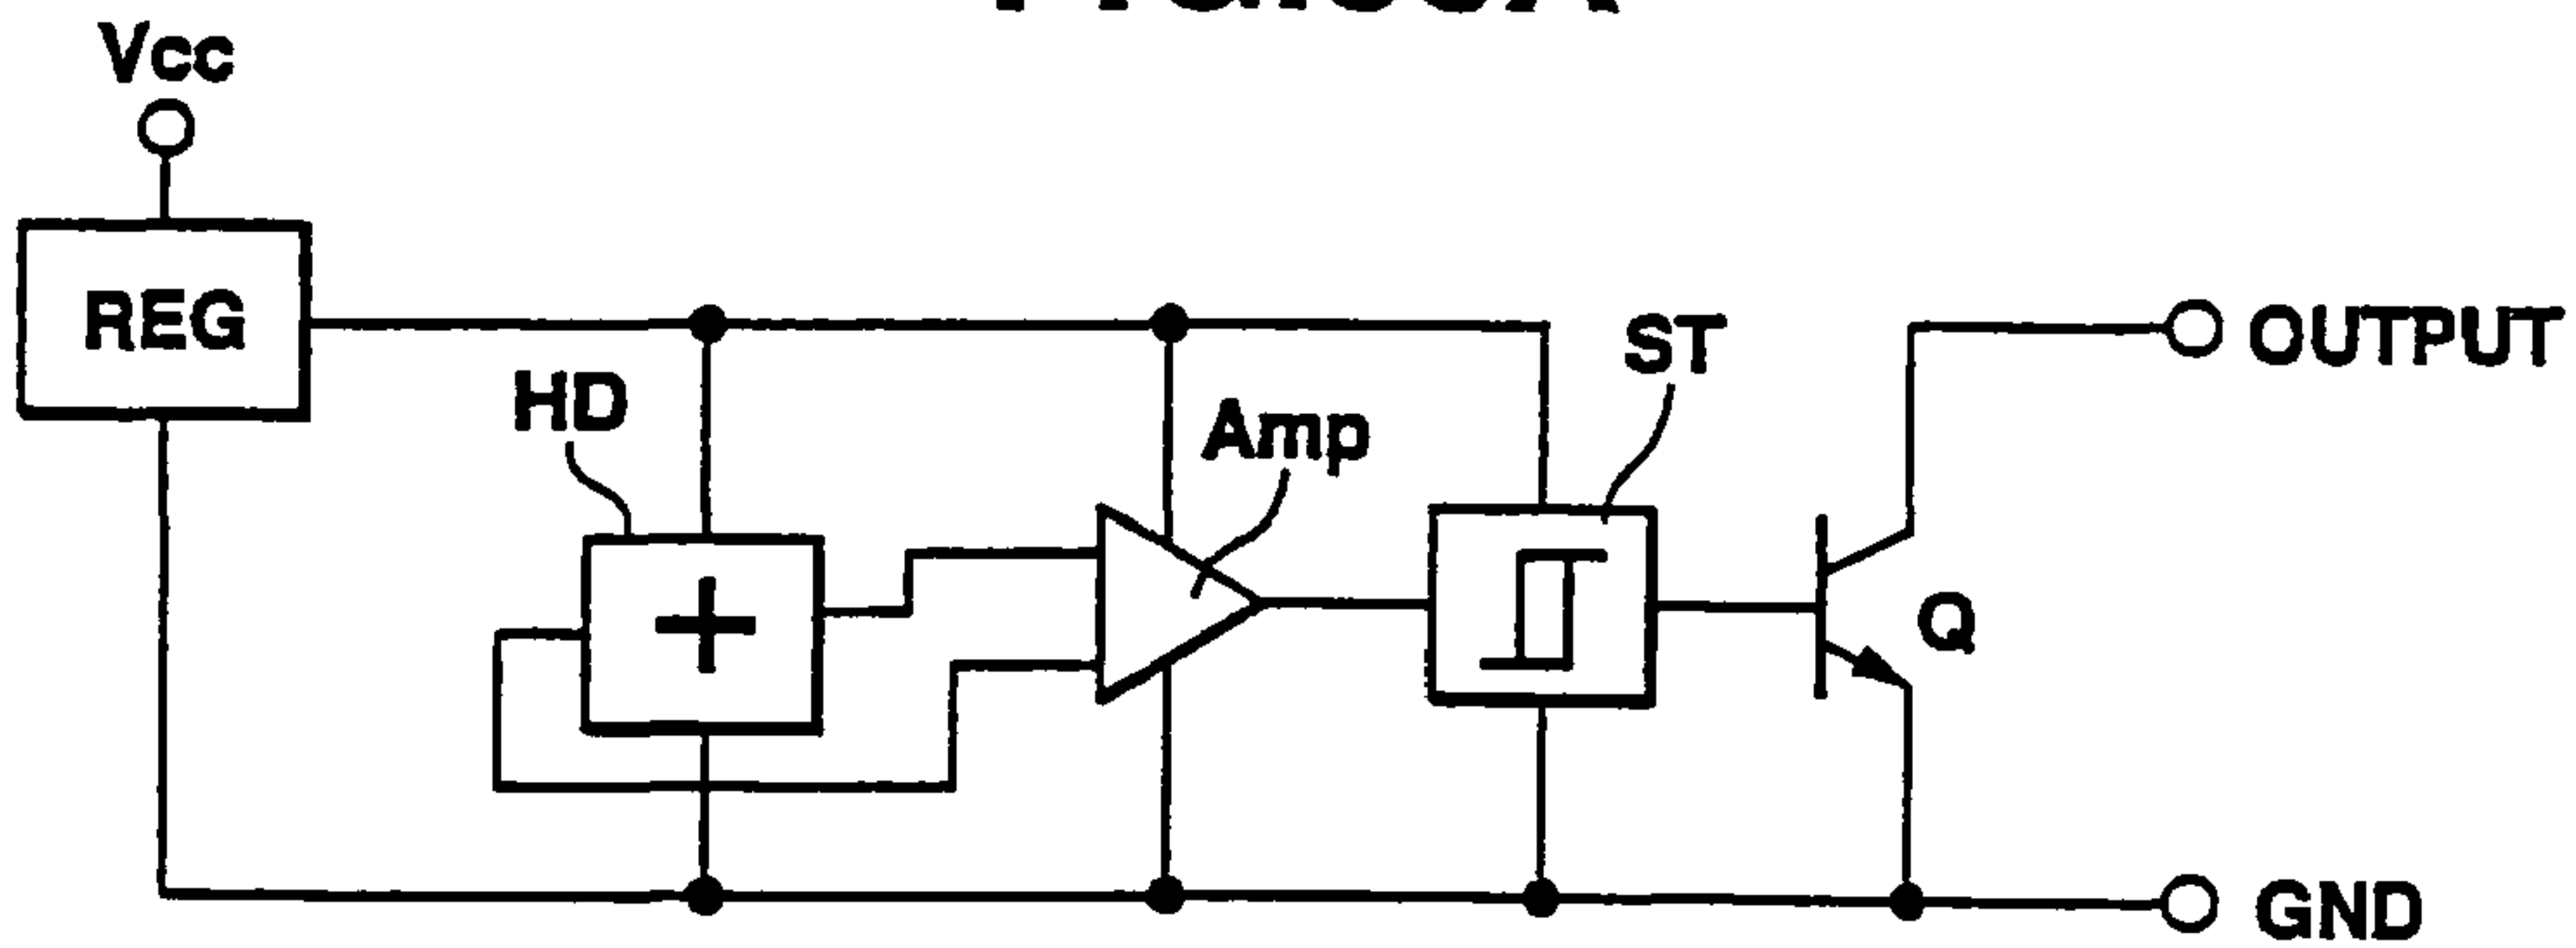 Vcc
REG
HD
Amp
ST
OUTPUT
Q
GND